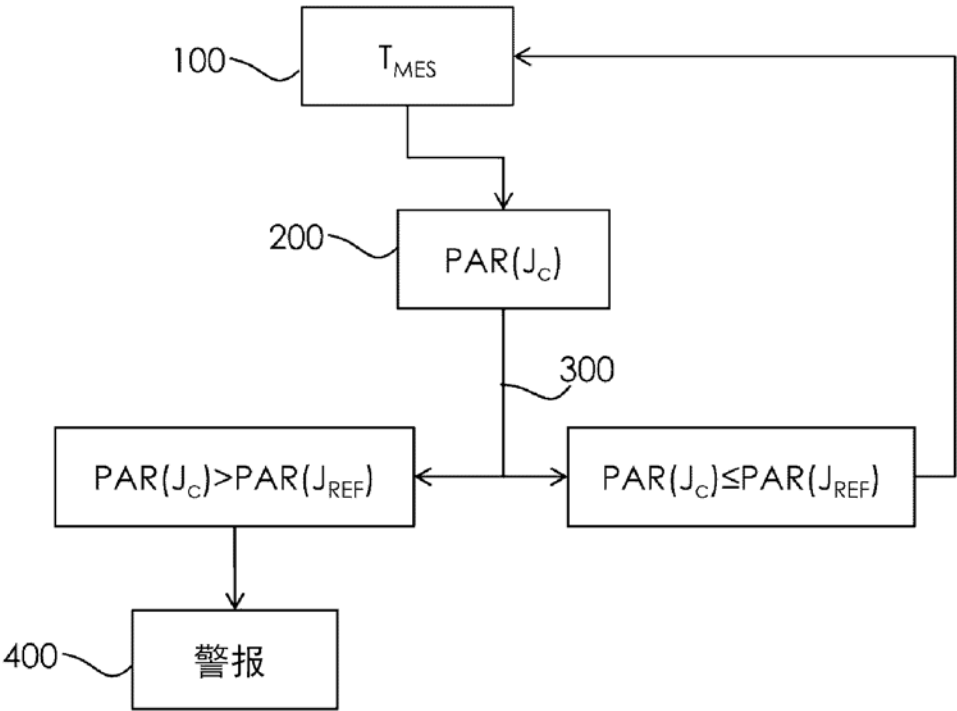 100
T_MES
200
PAR(J_c)
300
PAR(J_c)>PAR(J_REF)
PAR(J_c)≤PAR(J_REF)
400
警报